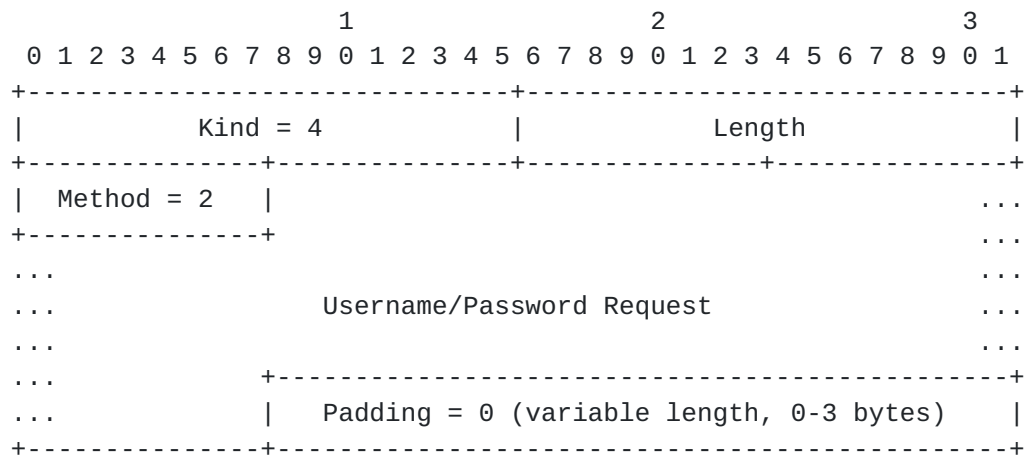 1                   2                   3
 0 1 2 3 4 5 6 7 8 9 0 1 2 3 4 5 6 7 8 9 0 1 2 3 4 5 6 7 8 9 0 1
+-------------------------------+-------------------------------+
|           Kind = 4            |            Length             |
+---------------+---------------+---------------+---------------+
|  Method = 2   |                                             ...
+---------------+                                             ...
...                                                           ...
...                 Username/Password Request                 ...
...                                                           ...
...             +-----------------------------------------------+
...             |   Padding = 0 (variable length, 0-3 bytes)    |
+---------------+-----------------------------------------------+